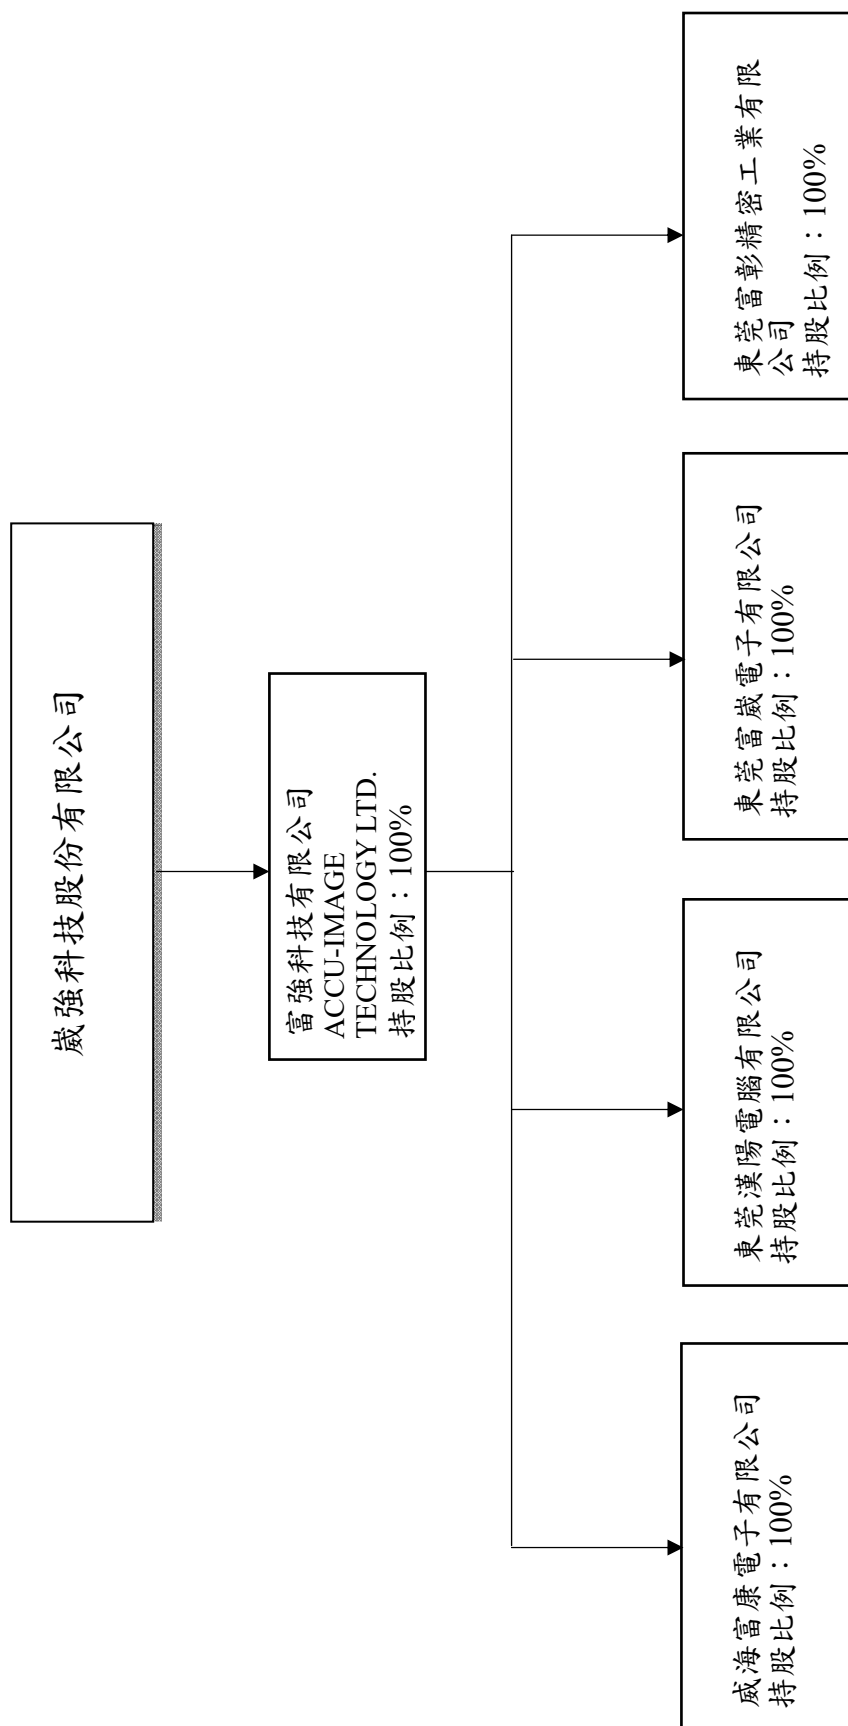 崴強科技股份有限公司
富強科技有限公司
ACCU-IMAGE
TECHNOLOGY LTD.
持股比例：100%
威海富康電子有限公司
持股比例：100%
東莞漢陽電腦有限公司
持股比例：100%
東莞富崴電子有限公司
持股比例：100%
東莞富彰精密工業有限
公司
持股比例：100%